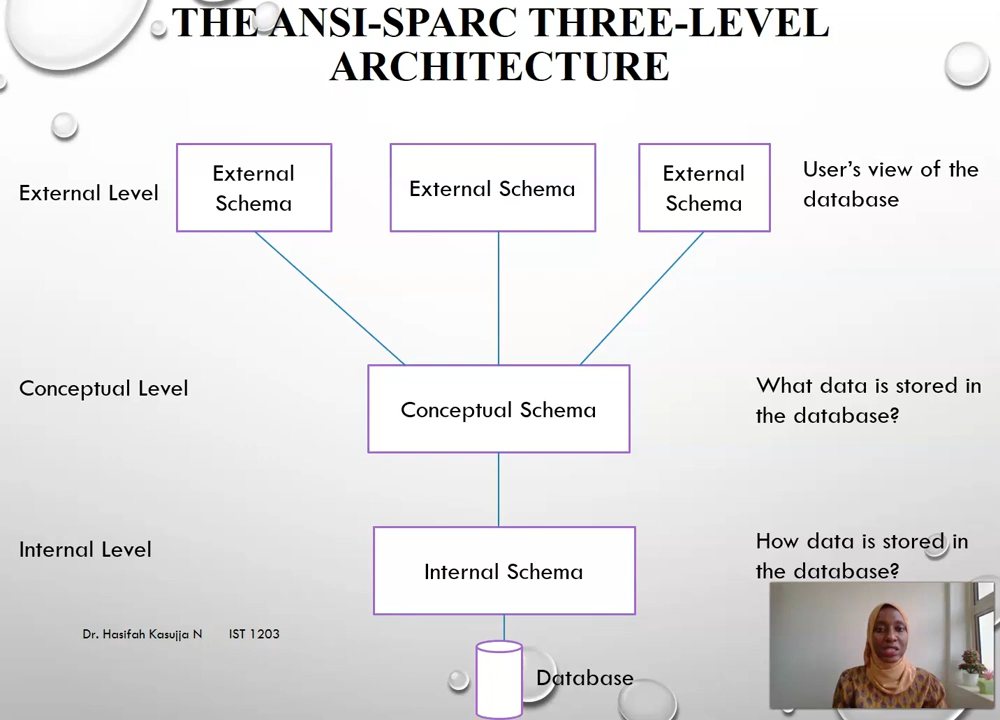 THE ANSI-SPARC THREE-LEVEL
ARCHITECTURE
External Level
External
Schema
External Schema
External
Schema
User's view of the
database
Conceptual Level
Conceptual Schema
What data is stored in
the database?
Internal Level
Internal Schema
How data is stored in
the database?
Dr. Hasifah Kasujja N IST 1203
Database